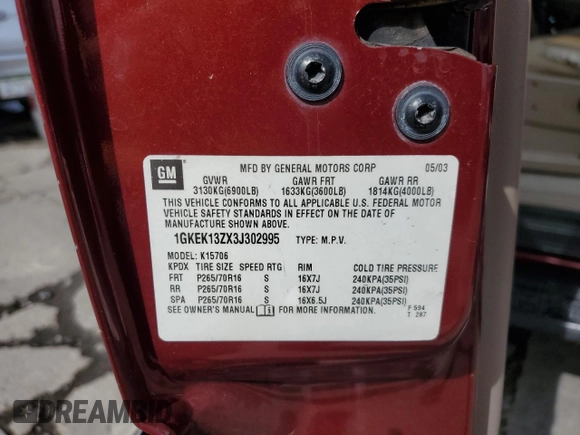 GM
MFD BY GENERAL MOTORS CORP 05/03
GVWR GAWR FRT GAWR RR
3130KG(6900LB) 1633KG(3600LB) 1814KG(4000LB)
THIS VEHICLE CONFORMS TO ALL APPLICABLE U.S. FEDERAL MOTOR
VEHICLE SAFETY STANDARDS IN EFFECT ON THE DATE OF
MANUFACTURE SHOWN ABOVE.
1GKEK13ZX3J302995 TYPE: M.P.V.
MODEL: K15706
KPDX TIRE SIZE SPEED RTG RIM COLD TIRE PRESSURE
FRT P265/70R16 S 16X7J 240KPA(35PSI)
RR P265/70R16 S 16X7J 240KPA(35PSI)
SPA P265/70R16 S 16X6.5J 240KPA(35PSI)
SEE OWNER'S MANUAL FOR MORE INFORMATION.
F 594
T 287
DREAMBID